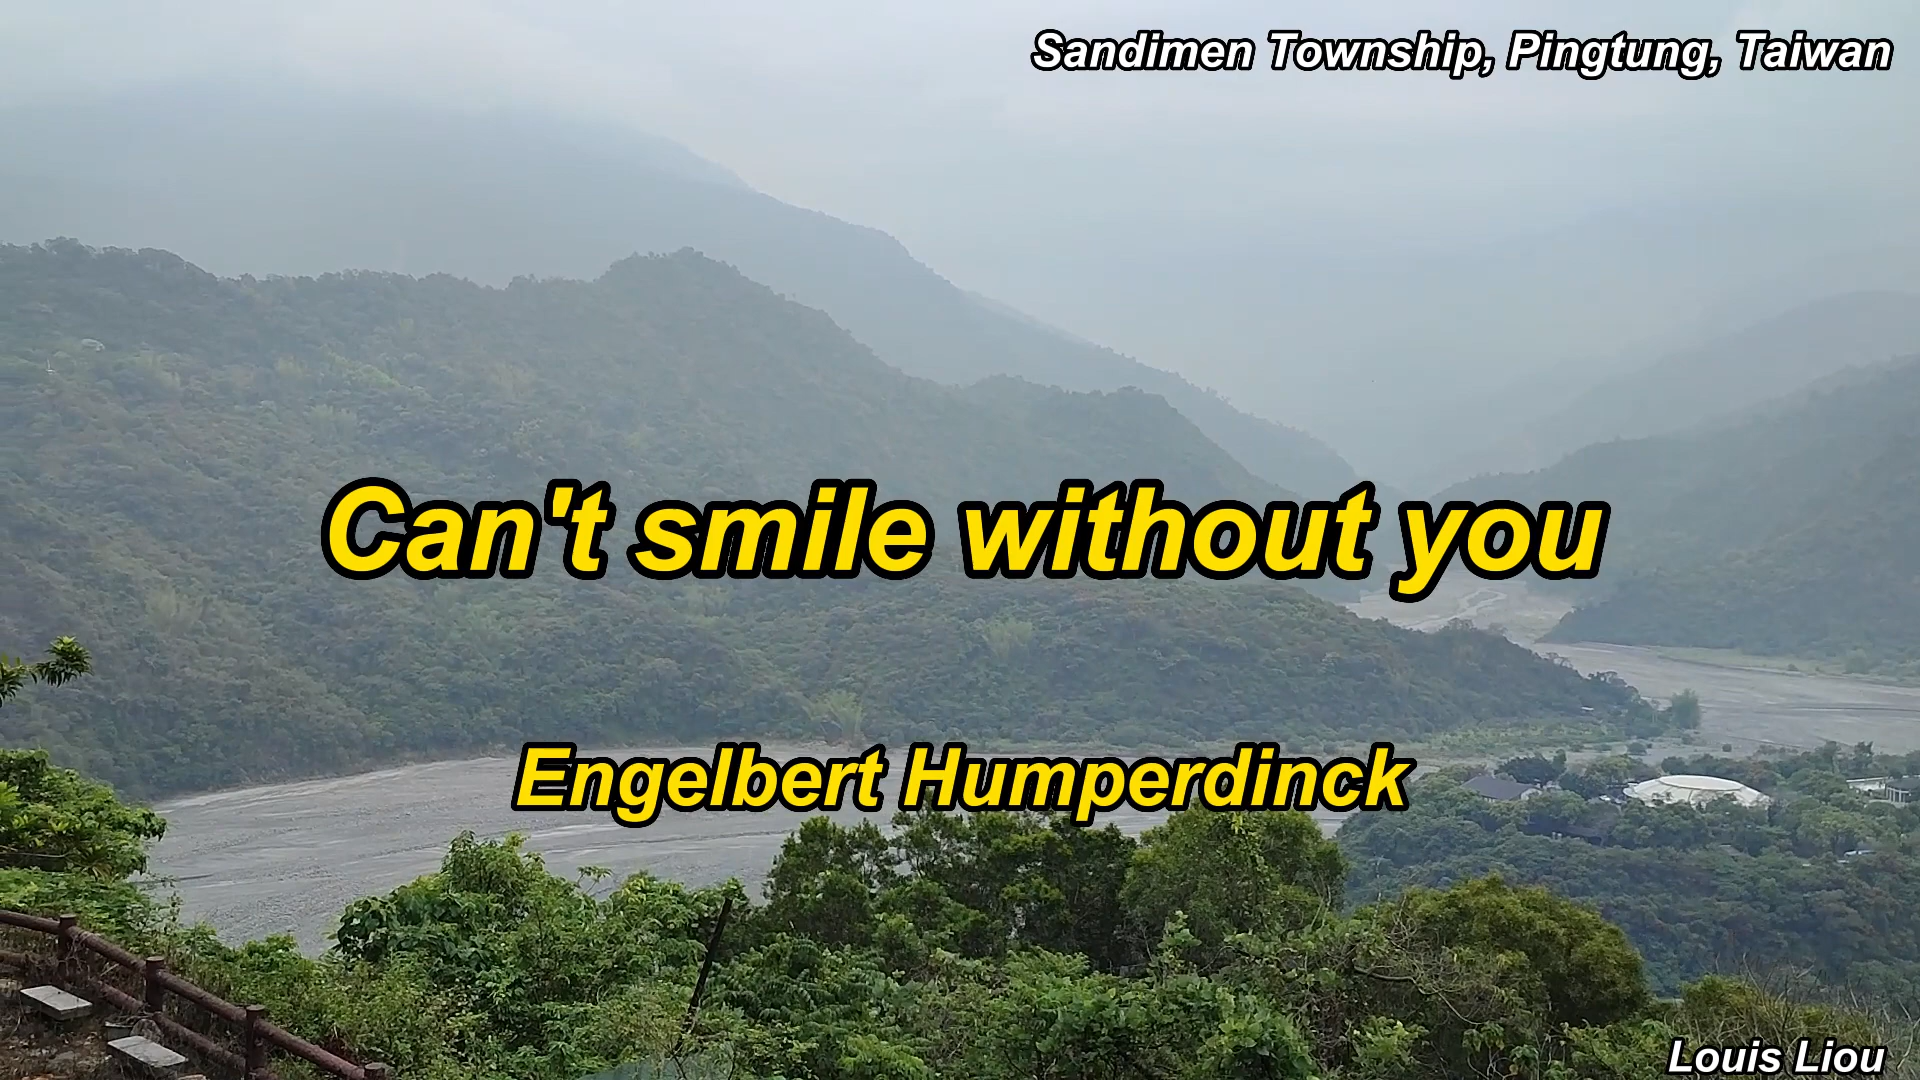 Sandimen Township, Pingtung, Taiwan
Can't smile without you
Engelbert Humperdinck
Louis Liou